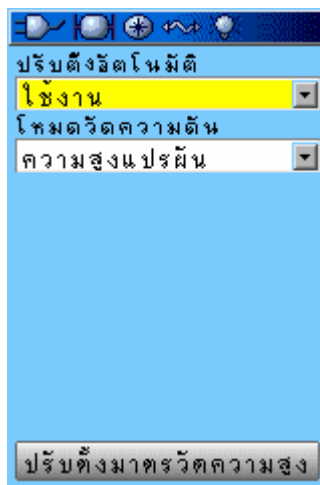 ปรับตั้งอัตโนมัติ
ใช้งาน
โหมดวัดความดัน
ความสูงแปรผัน
ปรับตั้งมาตรวัดความสูง